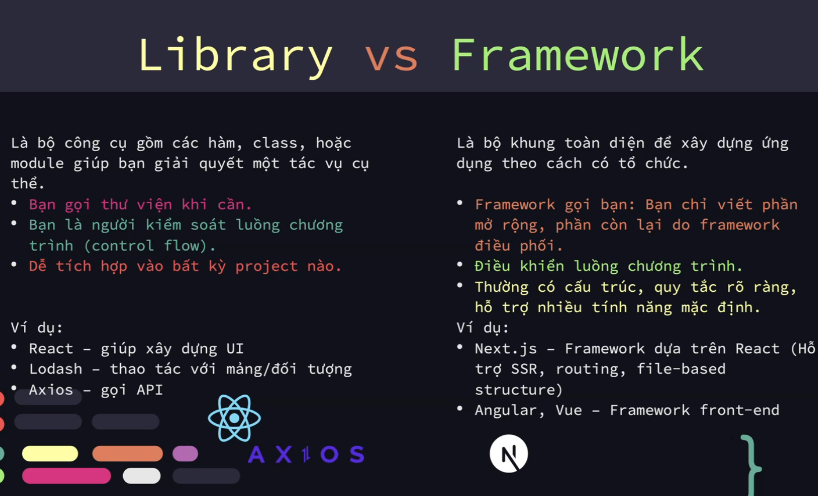 Library vs Framework
Là bộ công cụ gồm các hàm, class, hoặc
module giúp bạn giải quyết một tác vụ cụ
thể.
• Bạn gọi thư viện khi cần.
• Bạn là người kiểm soát luồng chương
trình (control flow).
• Dễ tích hợp vào bất kỳ project nào.
Ví dụ:
• React – giúp xây dựng UI
• Lodash – thao tác với mảng/đối tượng
• Axios – gọi API
AXIOS
Là bộ khung toàn diện để xây dựng ứng
dụng theo cách có tổ chức.
• Framework gọi bạn: Bạn chỉ viết phần
mở rộng, phần còn lại do framework
điều phối.
• Điều khiển luồng chương trình.
• Thường có cấu trúc, quy tắc rõ ràng,
hỗ trợ nhiều tính năng mặc định.
Ví dụ:
• Next.js – Framework dựa trên React (Hỗ
trợ SSR, routing, file-based
structure)
• Angular, Vue – Framework front-end
N
}